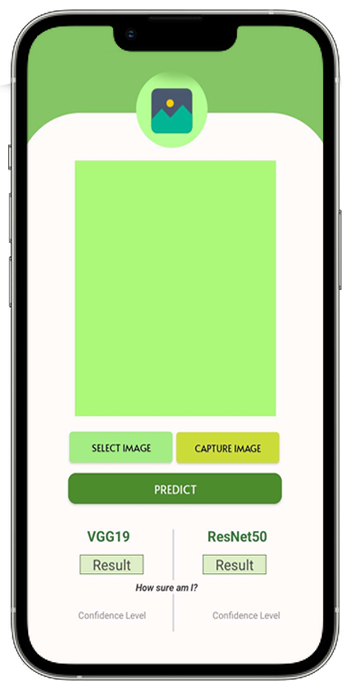 SELECT IMAGE CAPTURE IMAGE
PREDICT
VGG19 ResNet50
Result Result
How sure am I?
Confidence Level Confidence Level